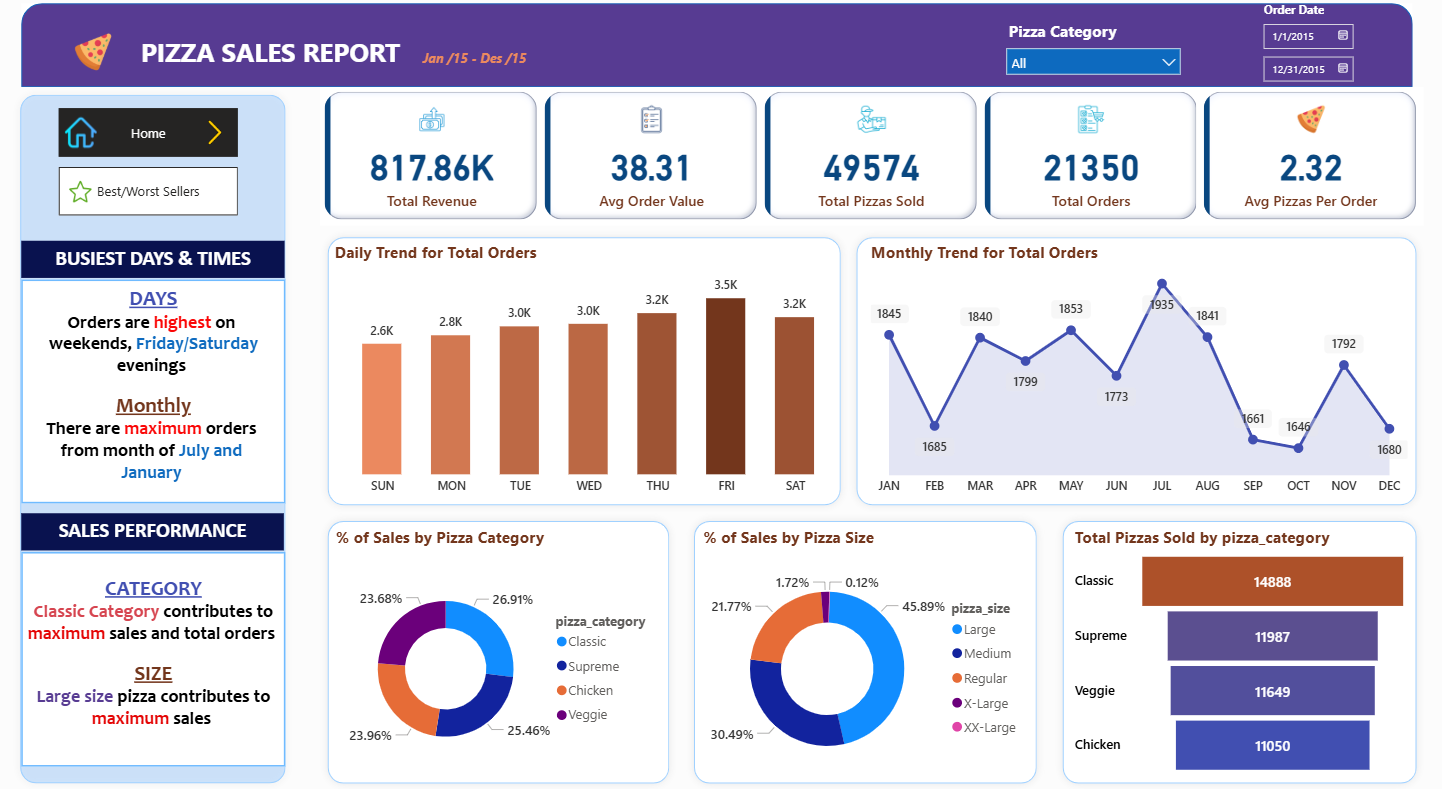 PIZZA SALES REPORT
Jan /15 - Des /15
Pizza Category
All
Order Date
1/1/2015
12/31/2015
Home
Best/Worst Sellers
BUSIEST DAYS & TIMES
DAYS
Orders are highest on
weekends, Friday/Saturday
evenings
Monthly
There are maximum orders
from month of July and
January
SALES PERFORMANCE
CATEGORY
Classic Category contributes to
maximum sales and total orders
SIZE
Large size pizza contributes to
maximum sales
817.86K
Total Revenue
38.31
Avg Order Value
49574
Total Pizzas Sold
21350
Total Orders
2.32
Avg Pizzas Per Order
Daily Trend for Total Orders
2.6K
2.8K
3.0K
3.0K
3.2K
3.5K
3.2K
SUN MON TUE WED THU FRI SAT
Monthly Trend for Total Orders
1845
1685
1840
1799
1853
1773
1935
1841
1661
1646
1792
1680
JAN FEB MAR APR MAY JUN JUL AUG SEP OCT NOV DEC
% of Sales by Pizza Category
23.68%
26.91%
23.96%
25.46%
pizza_category
Classic
Supreme
Chicken
Veggie
% of Sales by Pizza Size
1.72%
0.12%
21.77%
45.89%
30.49%
pizza_size
Large
Medium
Regular
X-Large
XX-Large
Total Pizzas Sold by pizza_category
Classic 14888
Supreme 11987
Veggie 11649
Chicken 11050